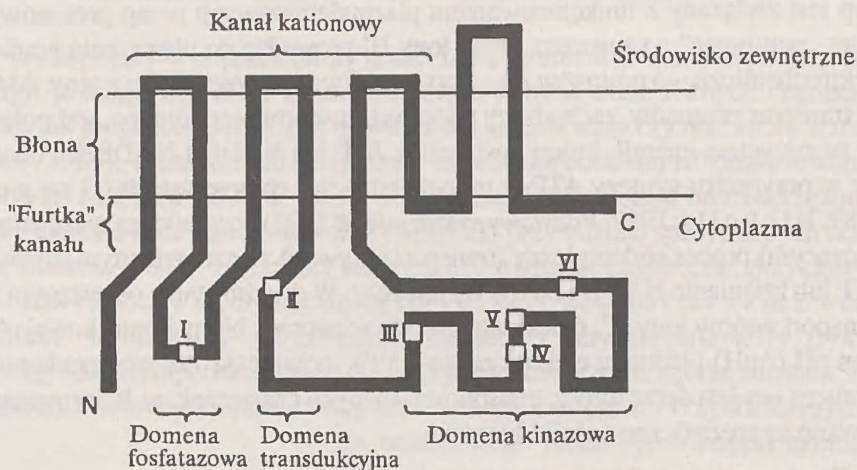 Kanał kationowy
Środowisko zewnętrzne
Błona
"Furtka"
kanału
C
Cytoplazma
I
II
III
IV
V
VI
N
Domena
fosfatazowa
Domena
transdukcyjna
Domena kinazowa